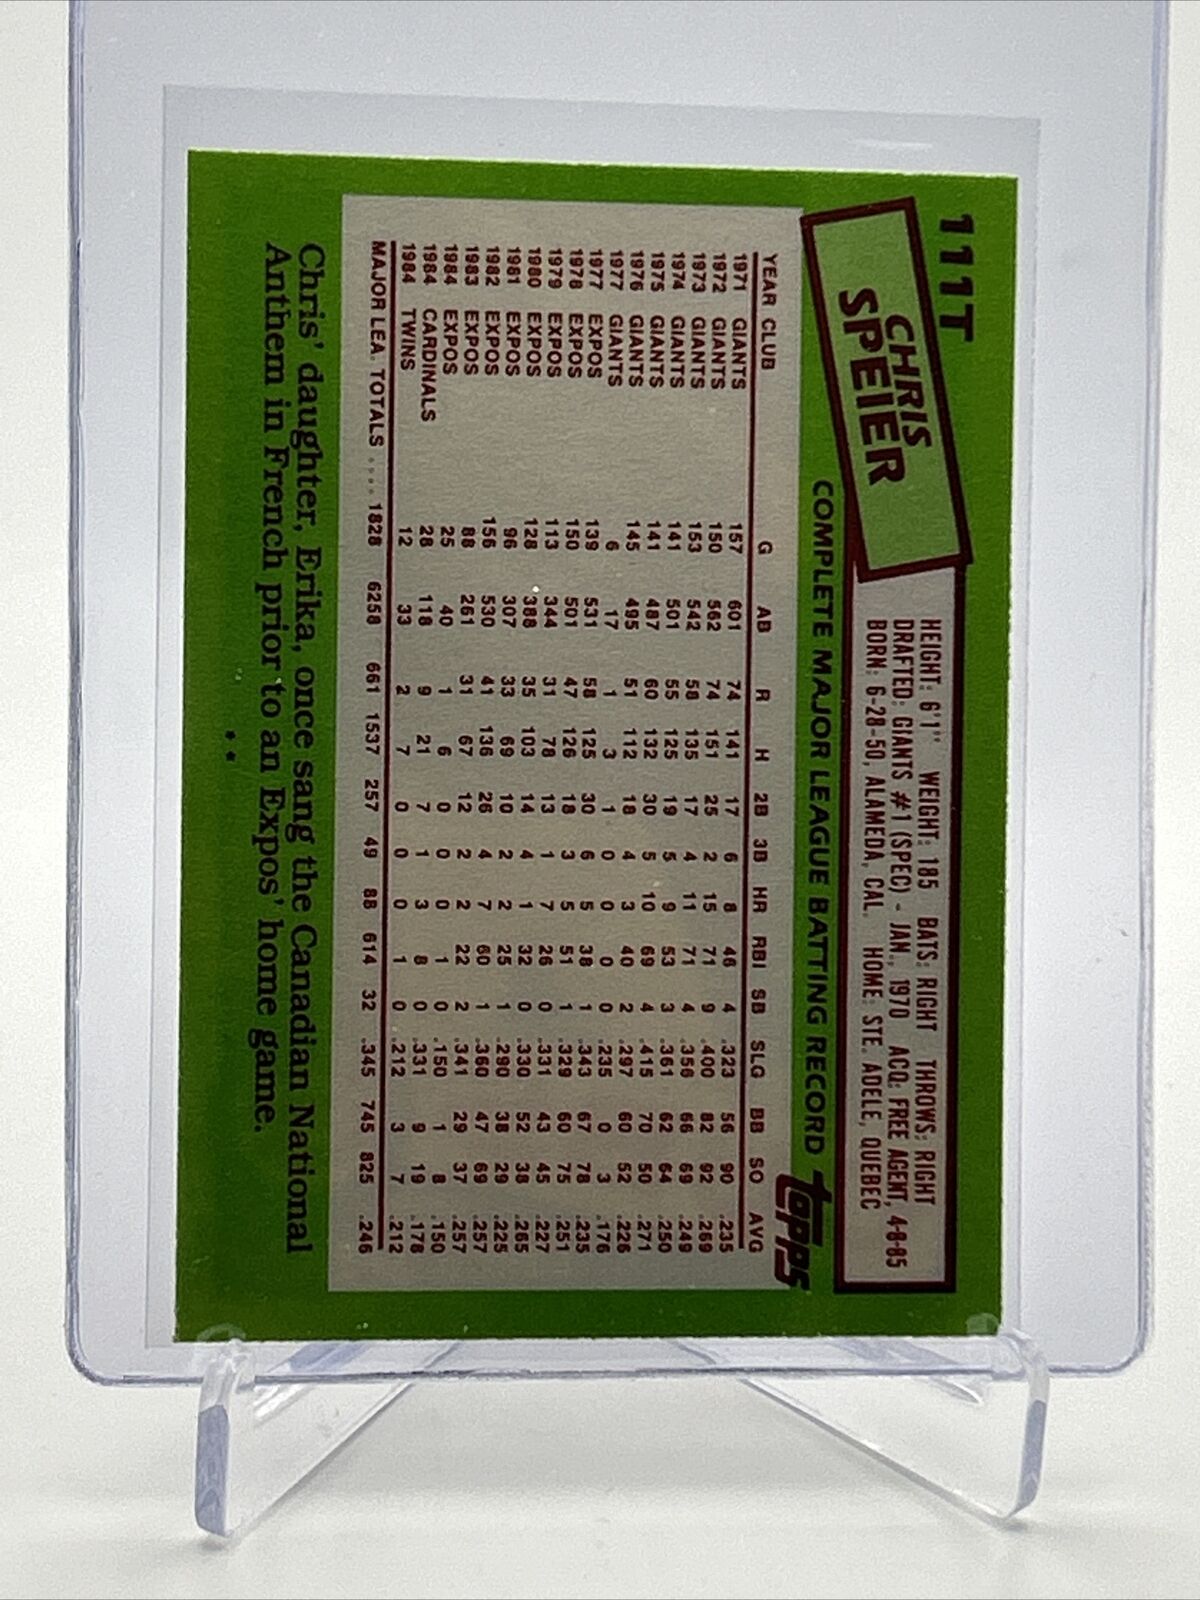 111T
CHRIS
SPEIER
HEIGHT: 6'1" WEIGHT: 185 BATS: RIGHT THROWS: RIGHT
DRAFTED: GIANTS #1 (SPEC) - JAN., 1970 ACQ: FREE AGENT, 4-8-85
BORN: 6-28-50, ALAMEDA, CAL. HOME: STE. ADELE, QUEBEC
COMPLETE MAJOR LEAGUE BATTING RECORD topps
YEAR CLUB G AB R H 2B 3B HR RBI SB SLG BB SO AVG
1971 GIANTS 157 601 74 141 17 6 8 46 4 .323 56 90 .235
1972 GIANTS 150 562 74 151 25 2 15 71 9 .400 82 92 .269
1973 GIANTS 153 542 58 135 17 4 11 71 4 .356 66 69 .249
1974 GIANTS 141 501 55 125 19 5 9 53 3 .361 62 64 .250
1975 GIANTS 141 487 60 132 30 5 10 69 4 .415 70 50 .271
1976 GIANTS 145 495 51 112 18 4 3 40 2 .297 60 52 .226
1977 GIANTS 6 17 1 3 1 0 0 0 0 .235 0 3 .176
1977 EXPOS 139 531 58 125 30 6 5 38 1 .343 67 78 .235
1978 EXPOS 150 501 47 126 18 3 5 51 1 .329 60 75 .251
1979 EXPOS 113 344 31 78 13 1 7 26 0 .331 43 45 .227
1980 EXPOS 128 388 35 103 14 4 1 32 0 .330 52 38 .265
1981 EXPOS 96 307 33 69 10 2 2 25 1 .290 38 29 .225
1982 EXPOS 156 530 41 136 26 4 7 60 1 .360 47 69 .257
1983 EXPOS 88 261 31 67 12 2 2 22 2 .341 29 37 .257
1984 EXPOS 25 40 1 6 0 0 0 1 0 .150 1 8 .150
1984 CARDINALS 28 118 9 21 7 1 3 8 0 .331 9 19 .178
1984 TWINS 12 33 2 7 0 0 0 1 0 .212 3 7 .212
MAJOR LEA. TOTALS .... 1828 6258 661 1537 257 49 88 614 32 .345 745 825 .246
Chris' daughter, Erika, once sang the Canadian National
Anthem in French prior to an Expos' home game.
**